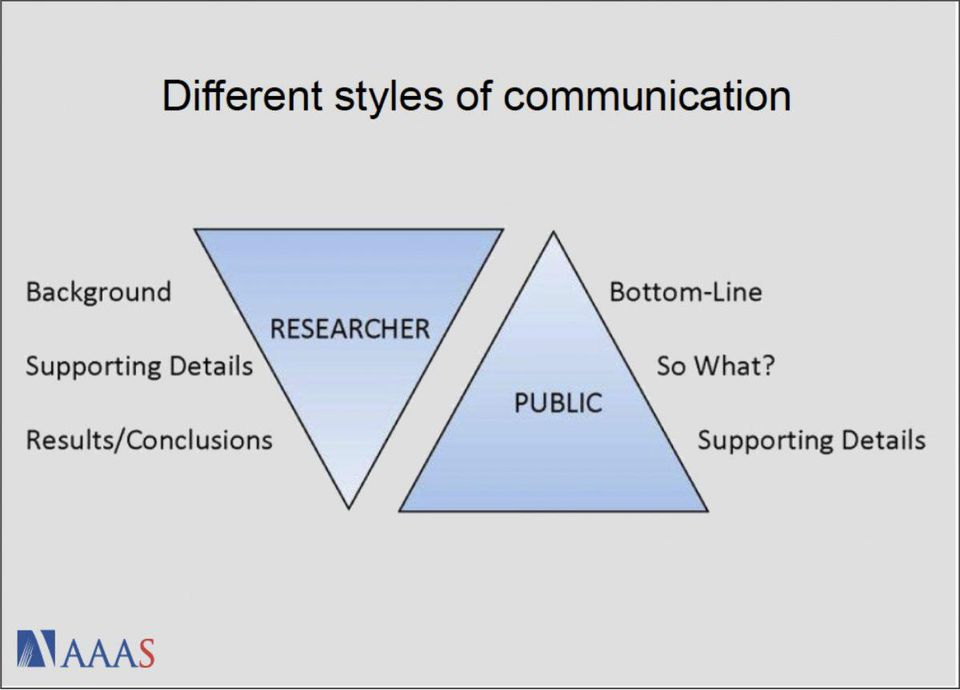 Different styles of communication
Background
RESEARCHER
Supporting Details
Results/Conclusions
Bottom-Line
So What?
PUBLIC
Supporting Details
AAAS